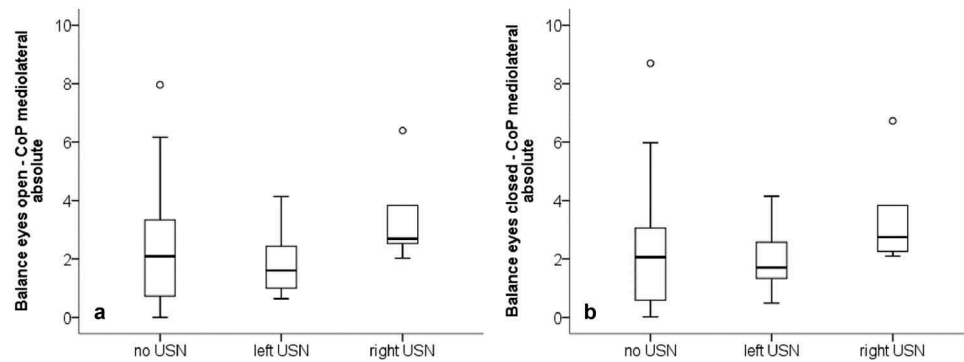 Balance eyes open - CoP mediolateral
absolute
10
8
6
4
2
0
a
no USN
left USN
right USN
Balance eyes closed - CoP mediolateral
absolute
10
8
6
4
2
0
b
no USN
left USN
right USN